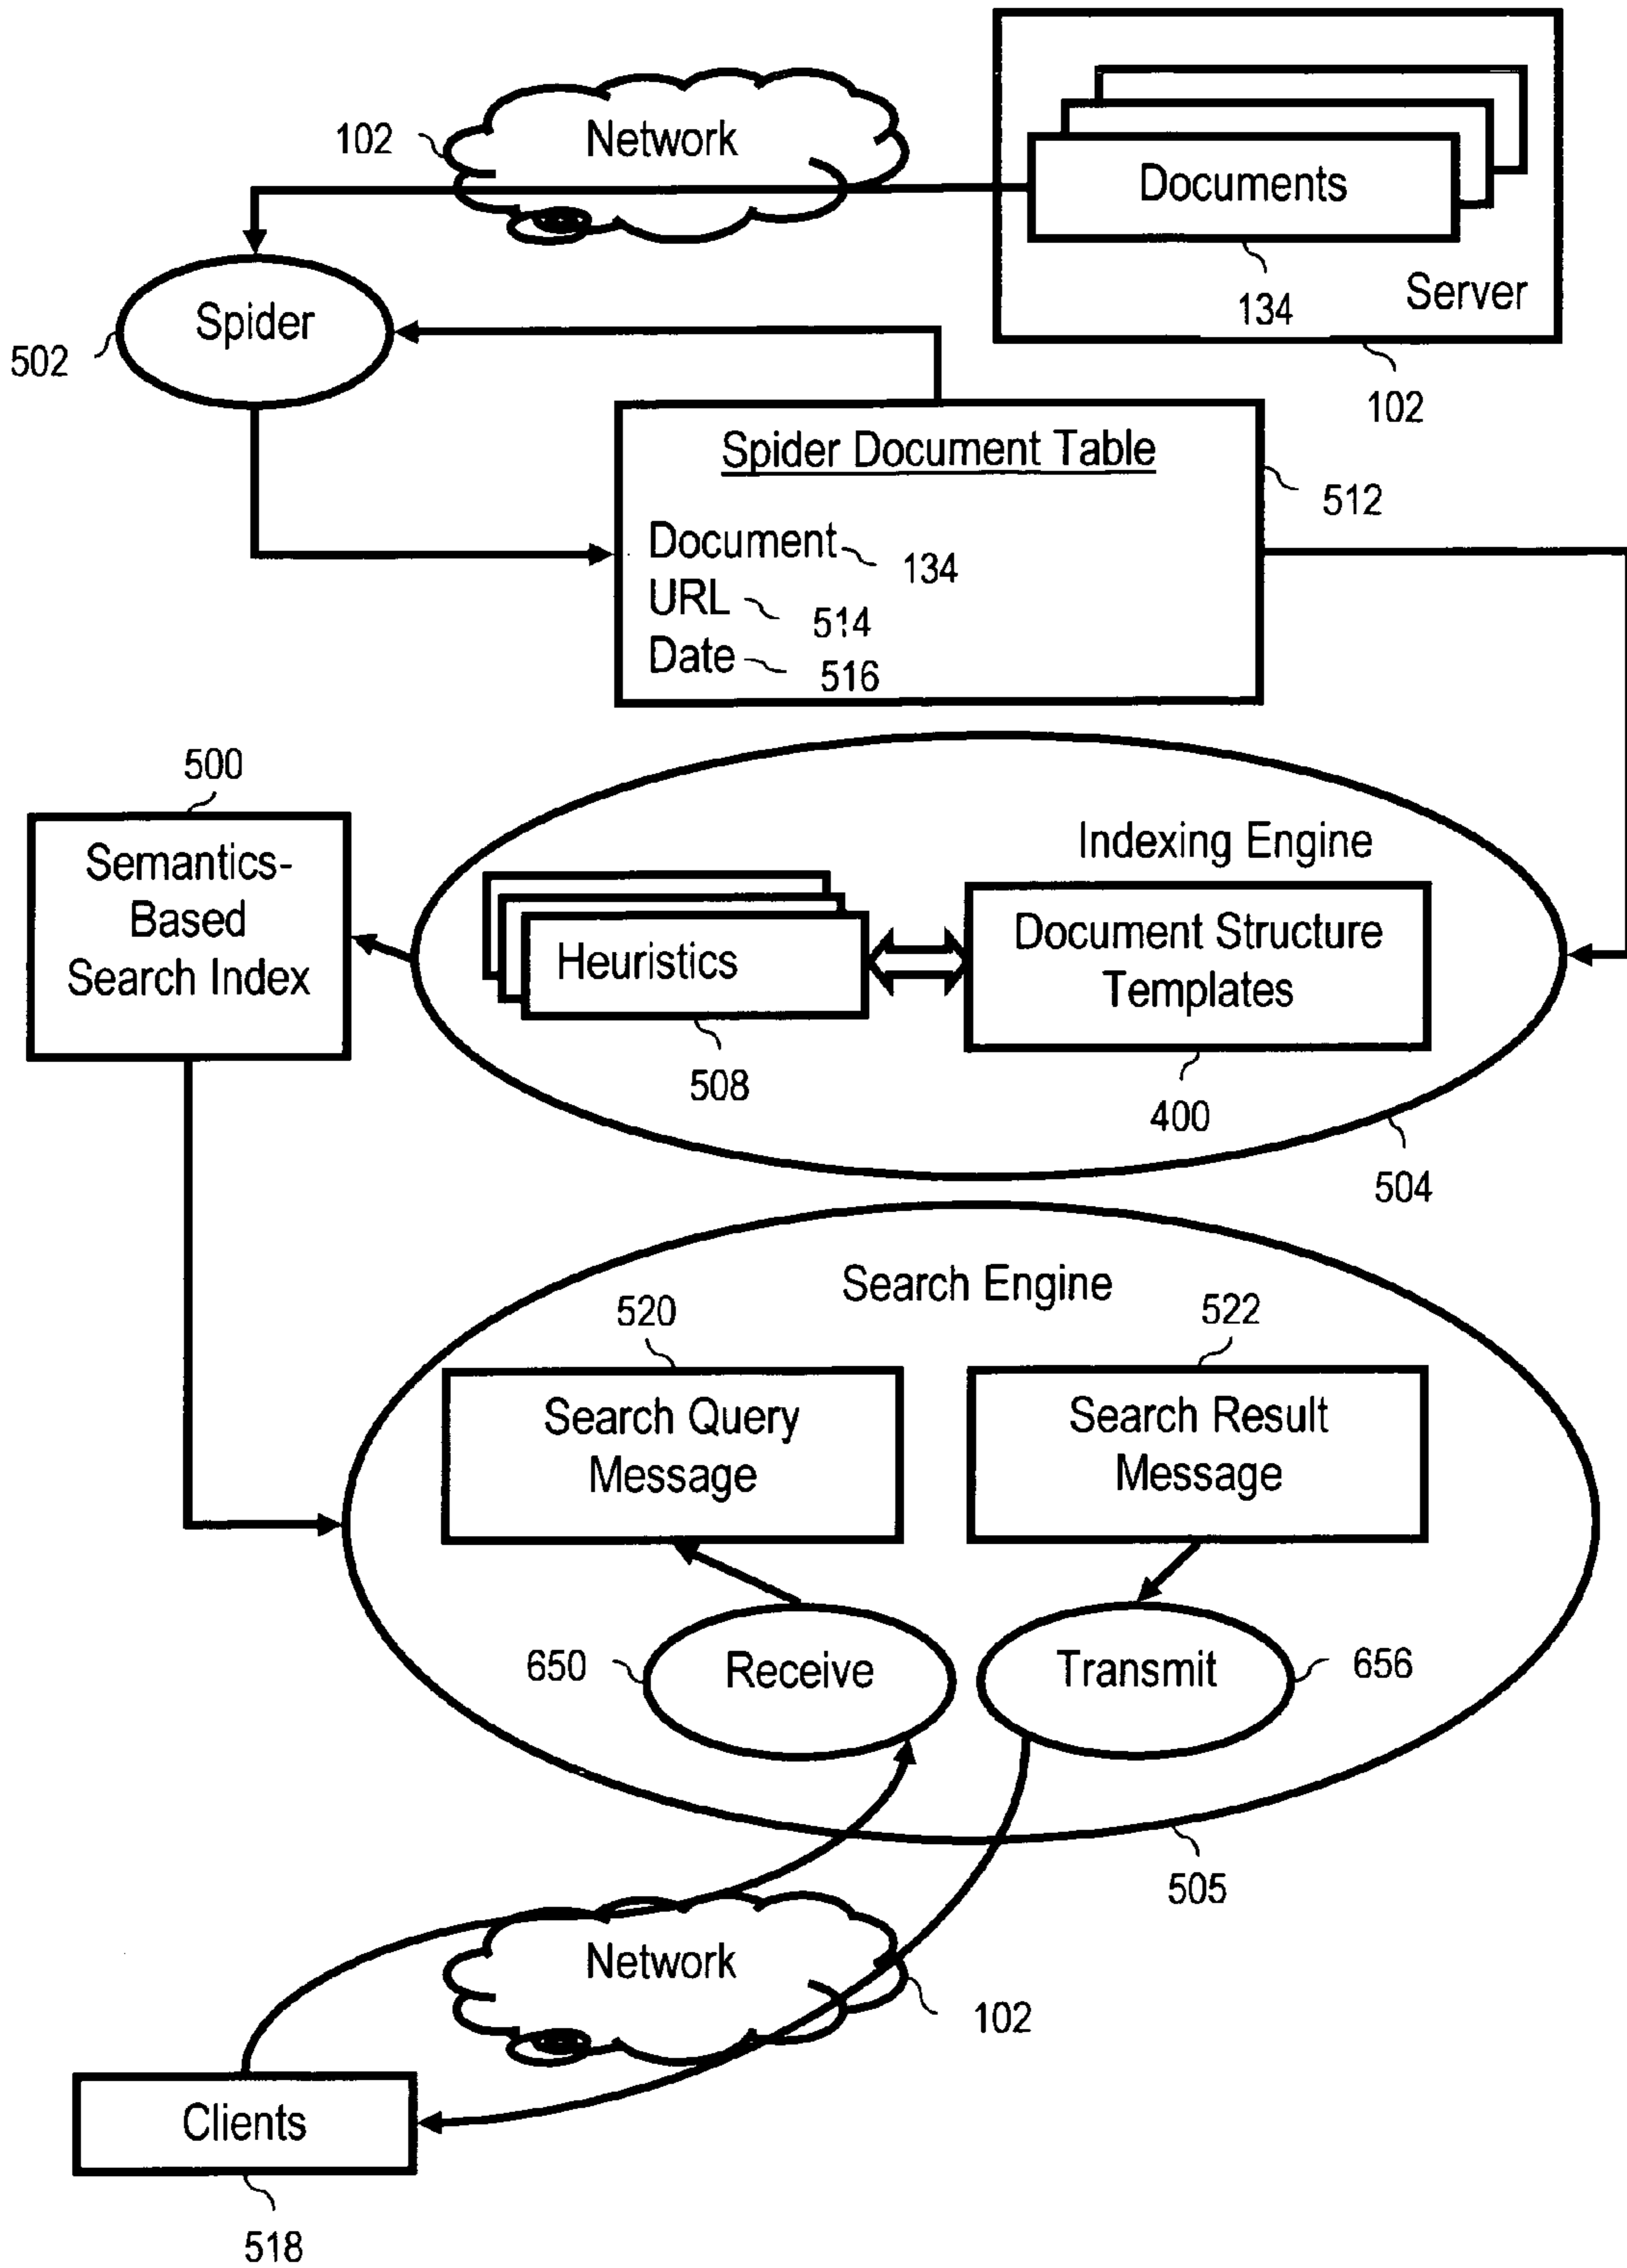 102
Network
Documents
134
Server
102
Spider
502
Spider Document Table
512
Document
134
URL
514
Date
516
500
Semantics-
Based
Search Index
Indexing Engine
Heuristics
508
Document Structure
Templates
400
504
Search Engine
520
Search Query
Message
522
Search Result
Message
650
Receive
Transmit
656
505
Network
102
Clients
518